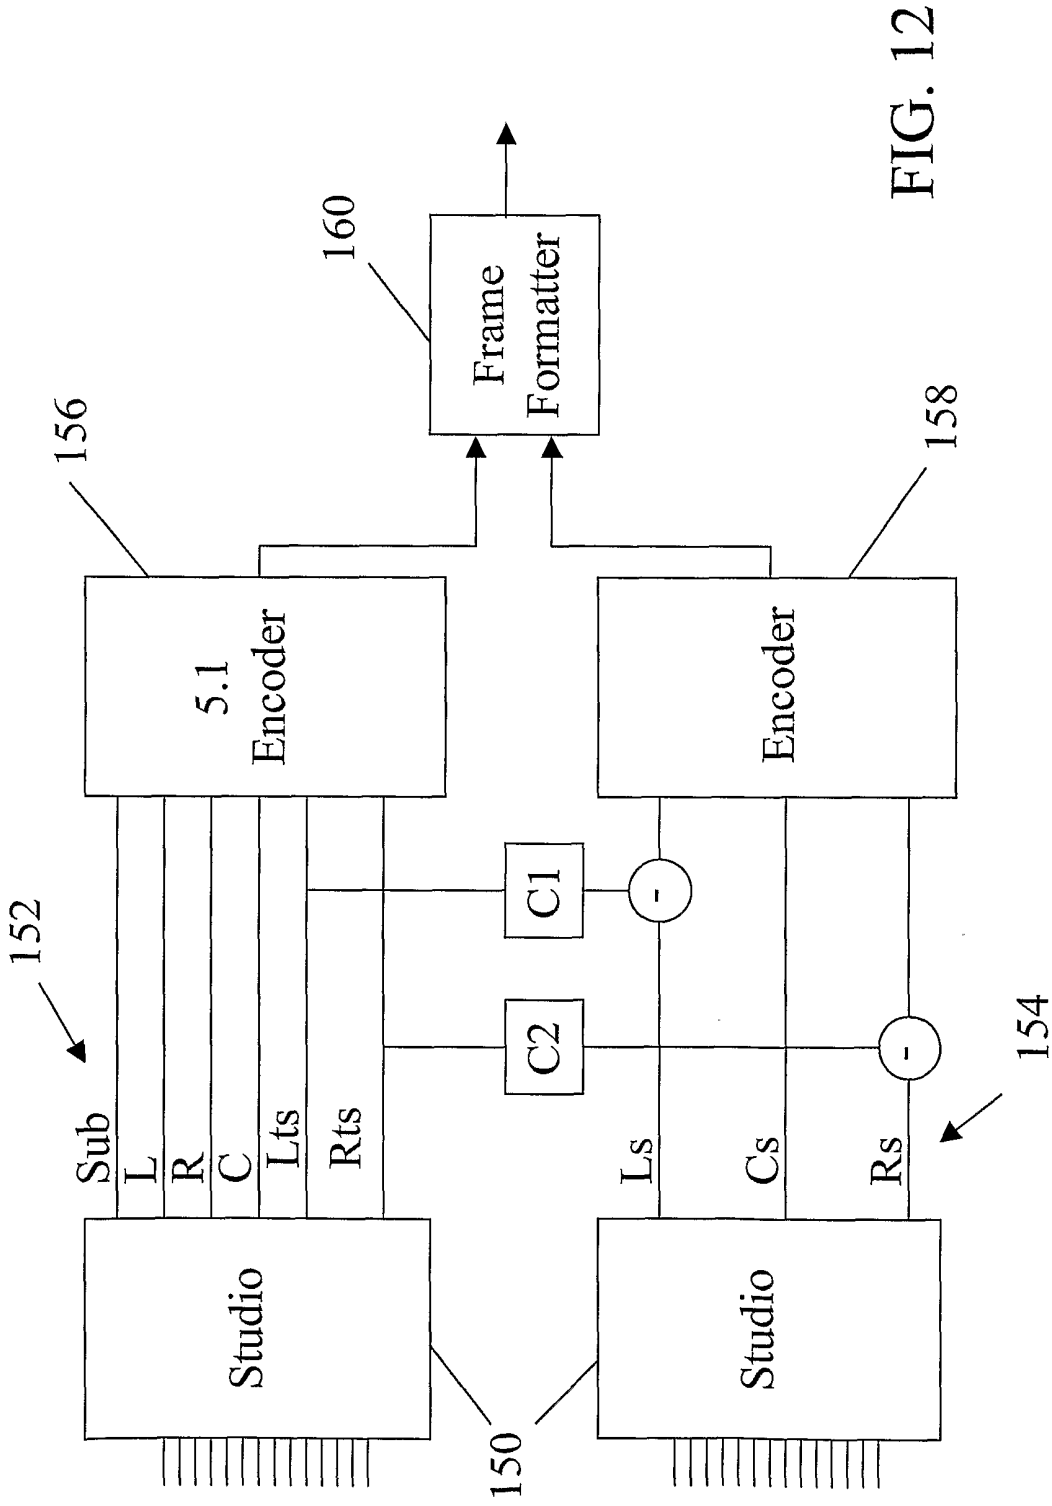 152
156
160
Sub
L
R
C
Lts
Rts
Studio
5.1
Encoder
Frame
Formatter
C2
C1
150
Ls
Cs
Rs
-
-
Studio
Encoder
154
158
FIG. 12